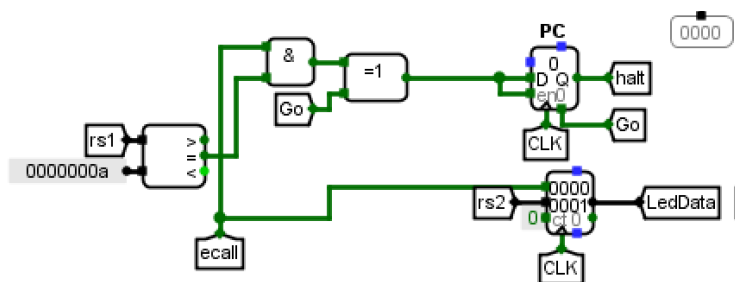 PC
0000
&
=1
0
D Q
en0
halt
Go
Go
rs1
>
=
<
0000000a
CLK
0000
rs2
0001
LedData
0
ct 0
ecall
CLK